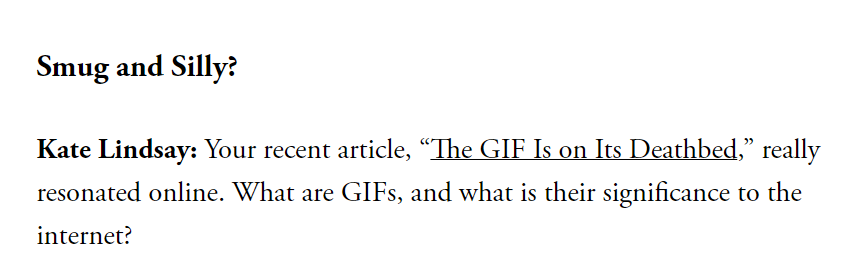 Smug and Silly?
Kate Lindsay: Your recent article, “The GIF Is on Its Deathbed,” really
resonated online. What are GIFs, and what is their significance to the
internet?